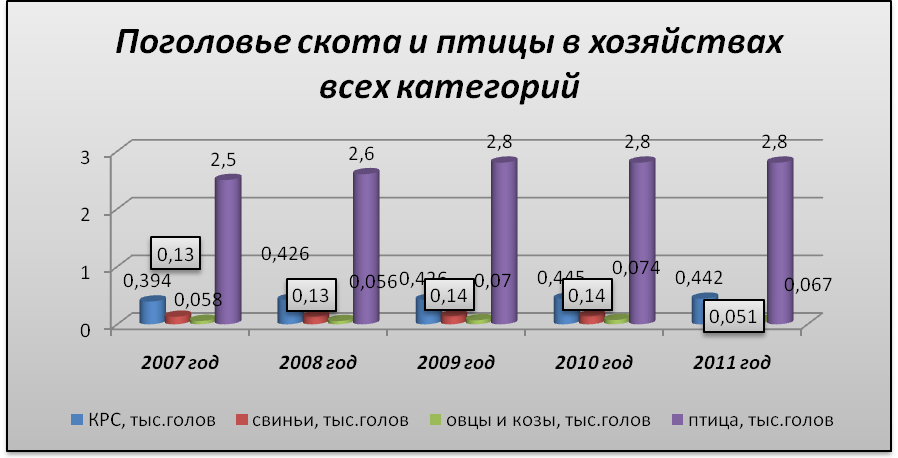 Поголовье скота и птицы в хозяйствах
всех категорий
3
2
1
0
2,5
2,6
2,8
2,8
2,8
0,13
0,426
0,394
0,058
0,13
0,056
0,426
0,14
0,07
0,445
0,14
0,074
0,442
0,051
0,067
2007 год
2008 год
2009 год
2010 год
2011 год
КРС, тыс.голов
свиньи, тыс.голов
овцы и козы, тыс.голов
птица, тыс.голов